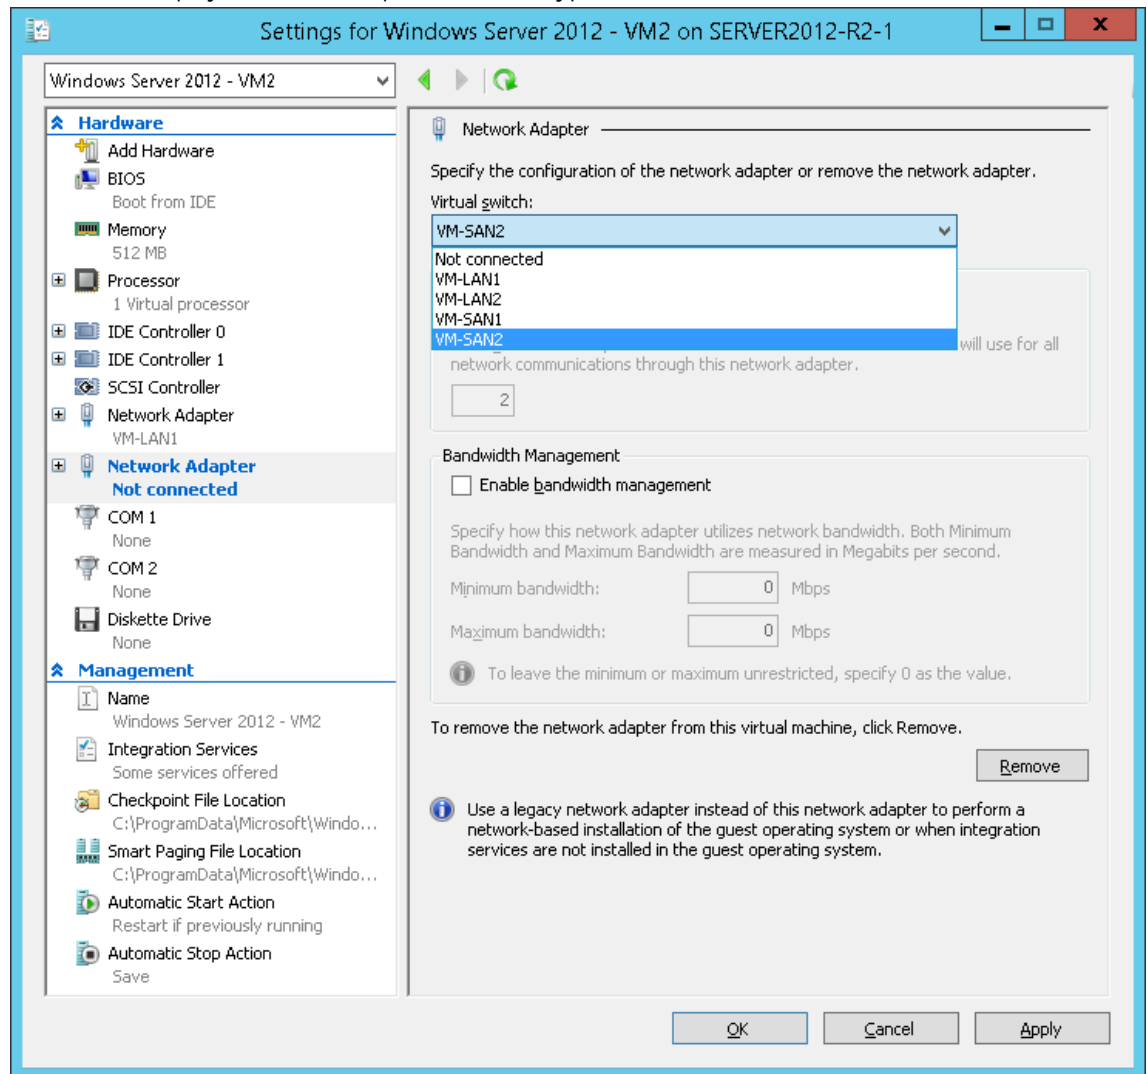 Settings for Windows Server 2012 - VM2 on SERVER2012-R2-1
Windows Server 2012 - VM2
Hardware
Add Hardware
BIOS
Boot from IDE
Memory
512 MB
Processor
1 Virtual processor
IDE Controller 0
IDE Controller 1
SCSI Controller
Network Adapter
VM-LAN1
Network Adapter
Not connected
COM 1
None
COM 2
None
Diskette Drive
None
Management
Name
Windows Server 2012 - VM2
Integration Services
Some services offered
Checkpoint File Location
C:\ProgramData\Microsoft\Windo...
Smart Paging File Location
C:\ProgramData\Microsoft\Windo...
Automatic Start Action
Restart if previously running
Automatic Stop Action
Save
Network Adapter
Specify the configuration of the network adapter or remove the network adapter.
Virtual switch:
VM-SAN2
Not connected
VM-LAN1
VM-LAN2
VM-SAN1
VM-SAN2
will use for all
network communications through this network adapter.
2
Bandwidth Management
Enable bandwidth management
Specify how this network adapter utilizes network bandwidth. Both Minimum
Bandwidth and Maximum Bandwidth are measured in Megabits per second.
Minimum bandwidth: 0 Mbps
Maximum bandwidth: 0 Mbps
To leave the minimum or maximum unrestricted, specify 0 as the value.
To remove the network adapter from this virtual machine, click Remove.
Remove
Use a legacy network adapter instead of this network adapter to perform a
network-based installation of the guest operating system or when integration
services are not installed in the guest operating system.
OK Cancel Apply